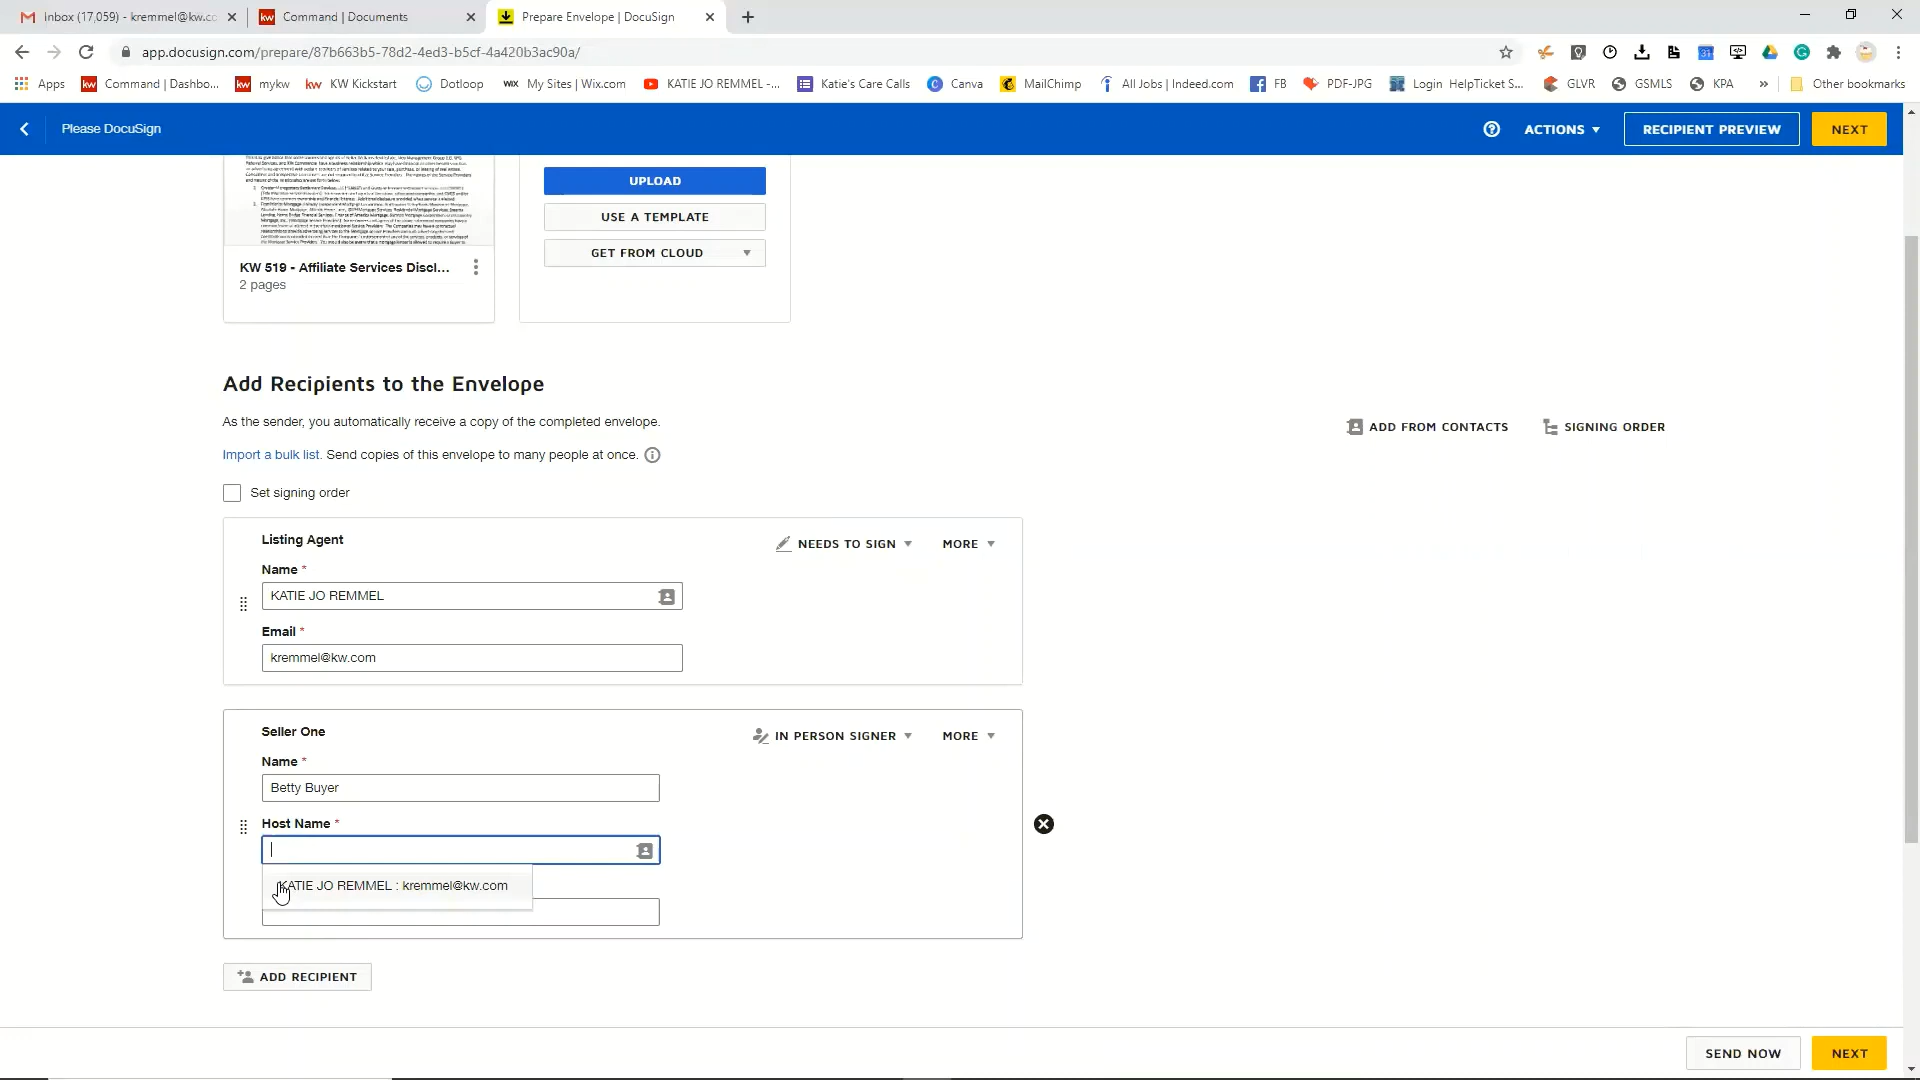 Inbox (17,059) - kremmel@kw.co
Command | Documents
Prepare Envelope | DocuSign
app.docusign.com/prepare/87b663b5-78d2-4ed3-b5cf-4a420b3ac90a/
Apps
Command | Dashbo...
mykw
KW Kickstart
Dotloop
My Sites | Wix.com
KATIE JO REMMEL -...
Katie's Care Calls
Canva
MailChimp
All Jobs | Indeed.com
FB
PDF-JPG
Login HelpTicket S...
GLVR
GSMLS
KPA
»
Other bookmarks
Please DocuSign
ACTIONS
RECIPIENT PREVIEW
NEXT
UPLOAD
USE A TEMPLATE
GET FROM CLOUD
KW 519 - Affiliate Services Discl...
2 pages
Add Recipients to the Envelope
As the sender, you automatically receive a copy of the completed envelope.
ADD FROM CONTACTS
SIGNING ORDER
Import a bulk list. Send copies of this envelope to many people at once.
Set signing order
Listing Agent
NEEDS TO SIGN
MORE
Name *
KATIE JO REMMEL
Email *
kremmel@kw.com
Seller One
IN PERSON SIGNER
MORE
Name *
Betty Buyer
Host Name *
KATIE JO REMMEL : kremmel@kw.com
ADD RECIPIENT
SEND NOW
NEXT